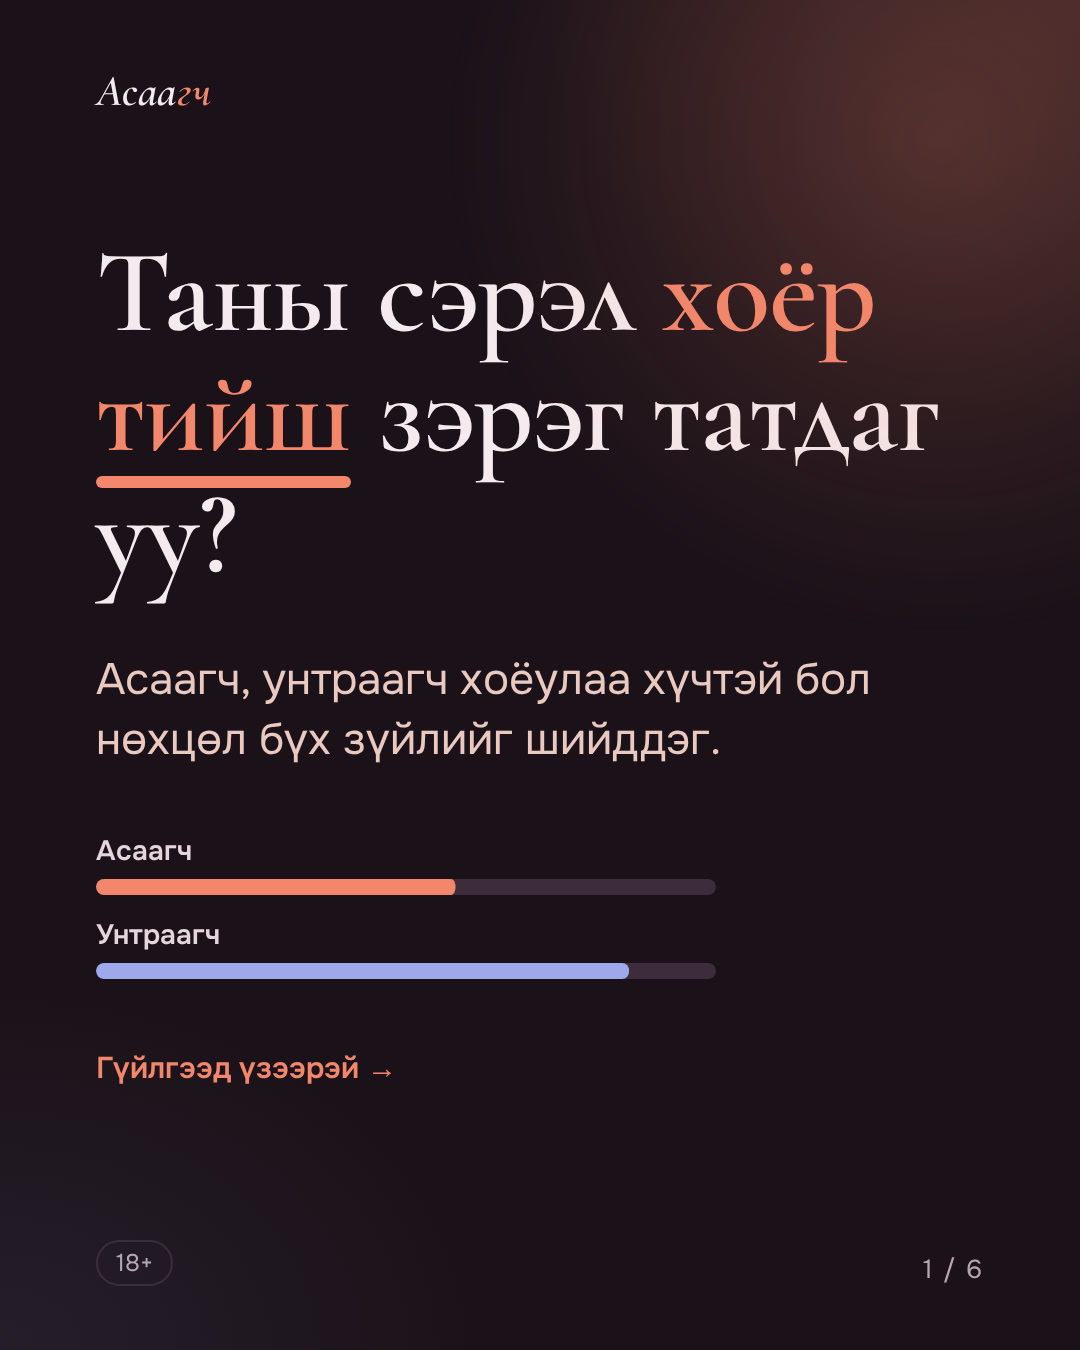 Асаагч
Таны сэрэл хоёр
тийш зэрэг татдаг
уу?
Асаагч, унтраагч хоёулаа хүчтэй бол
нөхцөл бүх зүйлийг шийддэг.
Асаагч
Унтраагч
Гүйлгээд үзээрэй →
18+
1 / 6